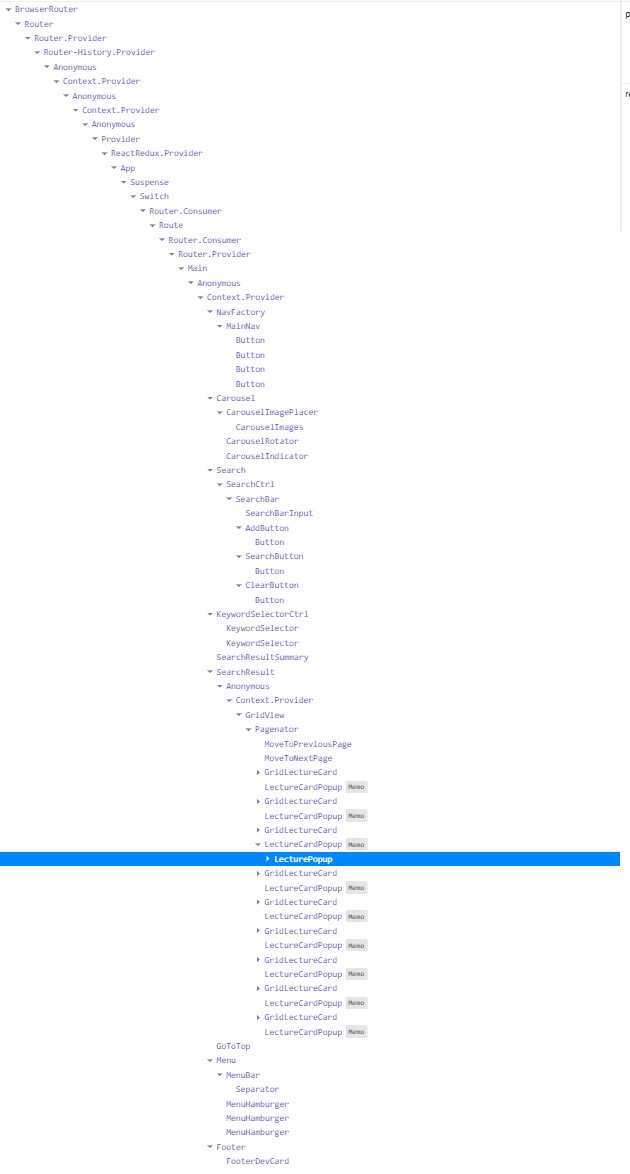 BrowserRouter
Router
Router.Provider
Router-History.Provider
Anonymous
Context.Provider
Anonymous
Context.Provider
Anonymous
Provider
ReactRedux.Provider
App
Suspense
Switch
Router.Consumer
Route
Router.Consumer
Router.Provider
Main
Anonymous
Context.Provider
NavFactory
MainNav
Button
Button
Button
Button
Carousel
CarouselImagePlacer
CarouselImages
CarouselRotator
CarouselIndicator
Search
SearchCtrl
SearchBar
SearchBarInput
AddButton
Button
SearchButton
Button
ClearButton
Button
KeywordSelectorCtrl
KeywordSelector
KeywordSelector
SearchResultSummary
SearchResult
Anonymous
Context.Provider
GridView
Pagenator
MoveToPreviousPage
MoveToNextPage
GridLectureCard
LectureCardPopup Memo
GridLectureCard
LectureCardPopup Memo
GridLectureCard
LectureCardPopup Memo
LecturePopup
GridLectureCard
LectureCardPopup Memo
GridLectureCard
LectureCardPopup Memo
GridLectureCard
LectureCardPopup Memo
GridLectureCard
LectureCardPopup Memo
GridLectureCard
LectureCardPopup Memo
GridLectureCard
LectureCardPopup Memo
GoToTop
Menu
MenuBar
Separator
MenuHamburger
MenuHamburger
MenuHamburger
Footer
FooterDevCard